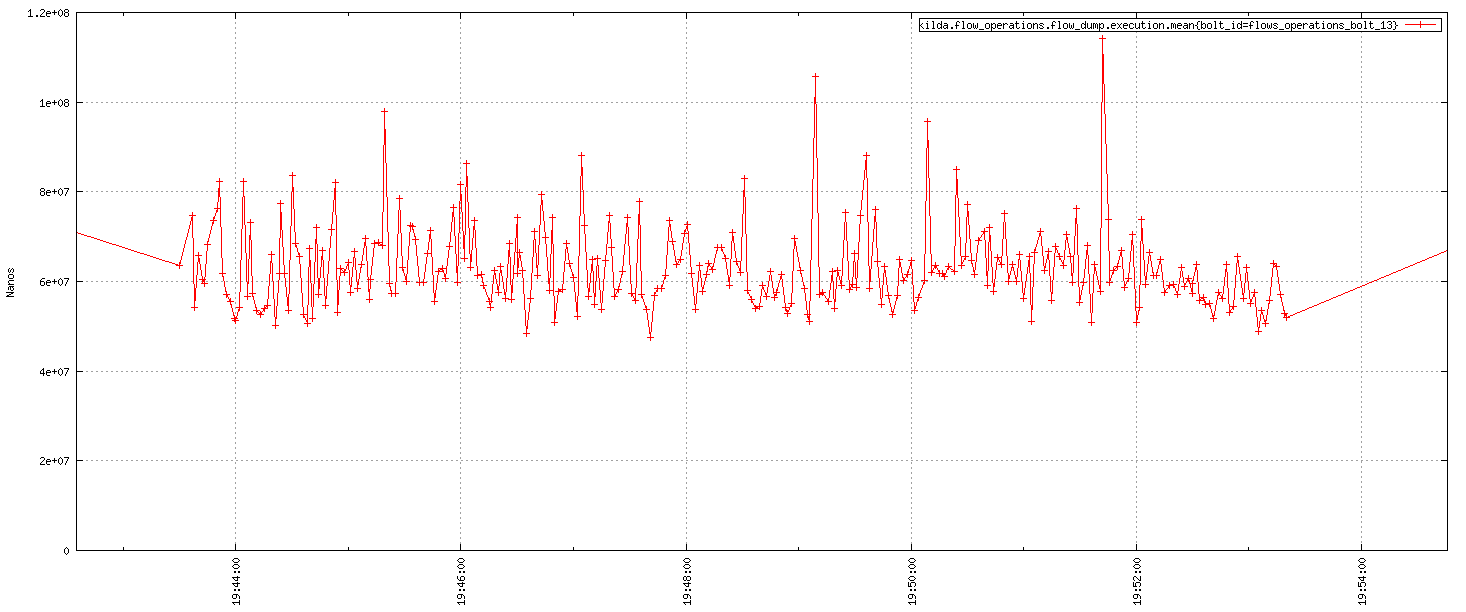 1.2e+08
kilda.flow_operations.flow_dump.execution.mean{bolt_id=flows_operations_bolt_13}
1e+08
8e+07
6e+07
Nanos
4e+07
2e+07
0
19:44:00
19:46:00
19:48:00
19:50:00
19:52:00
19:54:00